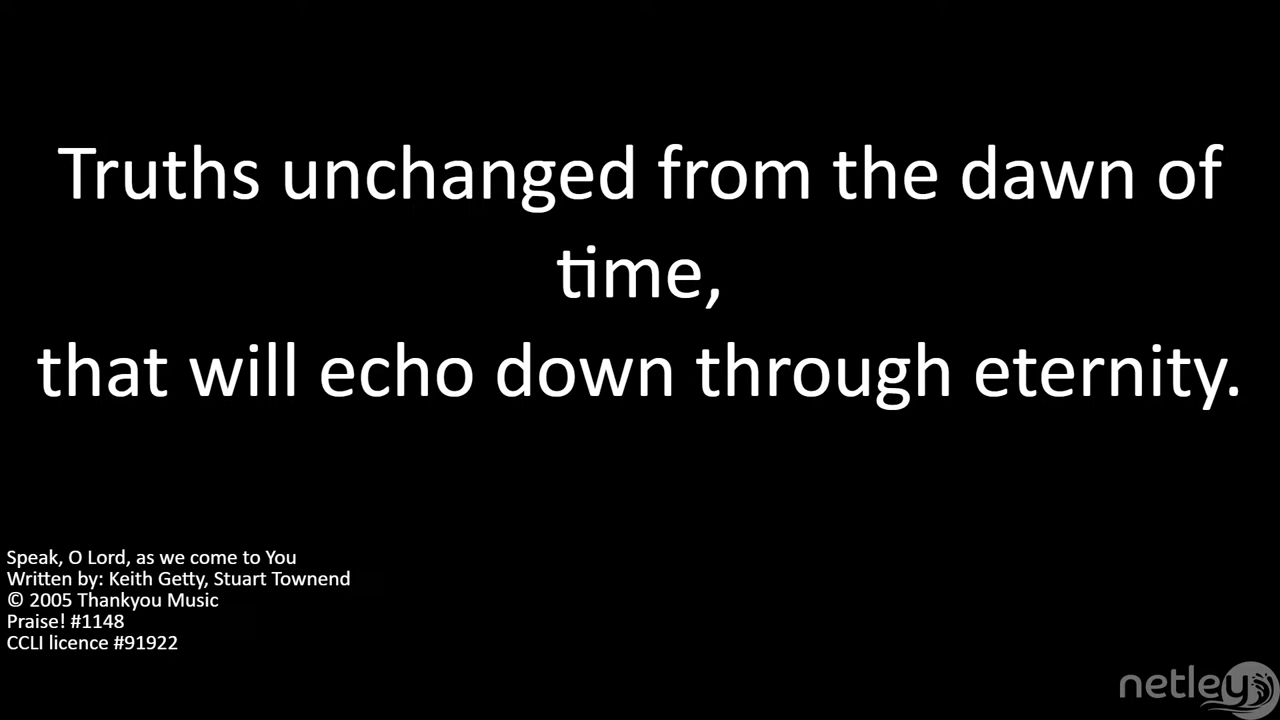 Truths unchanged from the dawn of
time,
that will echo down through eternity.
Speak, O Lord, as we come to You
Written by: Keith Getty, Stuart Townend
© 2005 Thankyou Music
Praise! #1148
CCLI licence #91922
netley